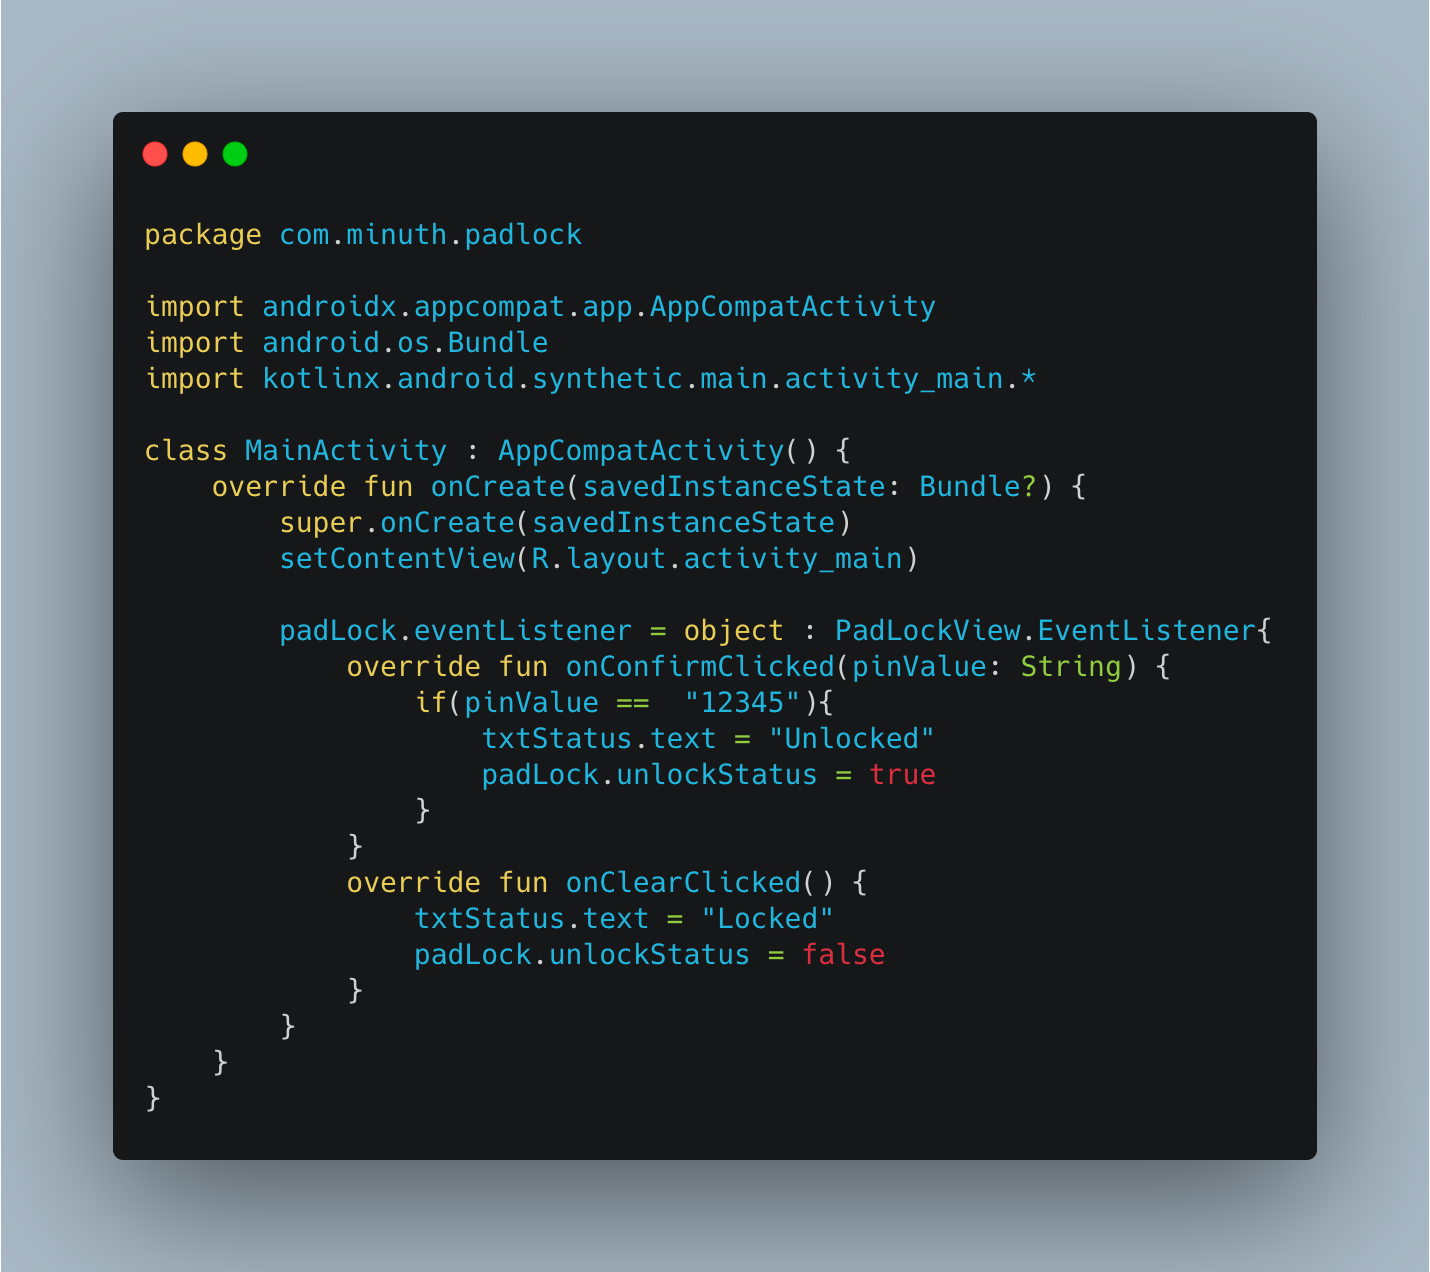 package com.minuth.padlock

import androidx.appcompat.app.AppCompatActivity
import android.os.Bundle
import kotlinx.android.synthetic.main.activity_main.*

class MainActivity : AppCompatActivity() {
    override fun onCreate(savedInstanceState: Bundle?) {
        super.onCreate(savedInstanceState)
        setContentView(R.layout.activity_main)

        padLock.eventListener = object : PadLockView.EventListener{
            override fun onConfirmClicked(pinValue: String) {
                if(pinValue ==  "12345"){
                    txtStatus.text = "Unlocked"
                    padLock.unlockStatus = true
                }
            }
            override fun onClearClicked() {
                txtStatus.text = "Locked"
                padLock.unlockStatus = false
            }
        }
    }
}